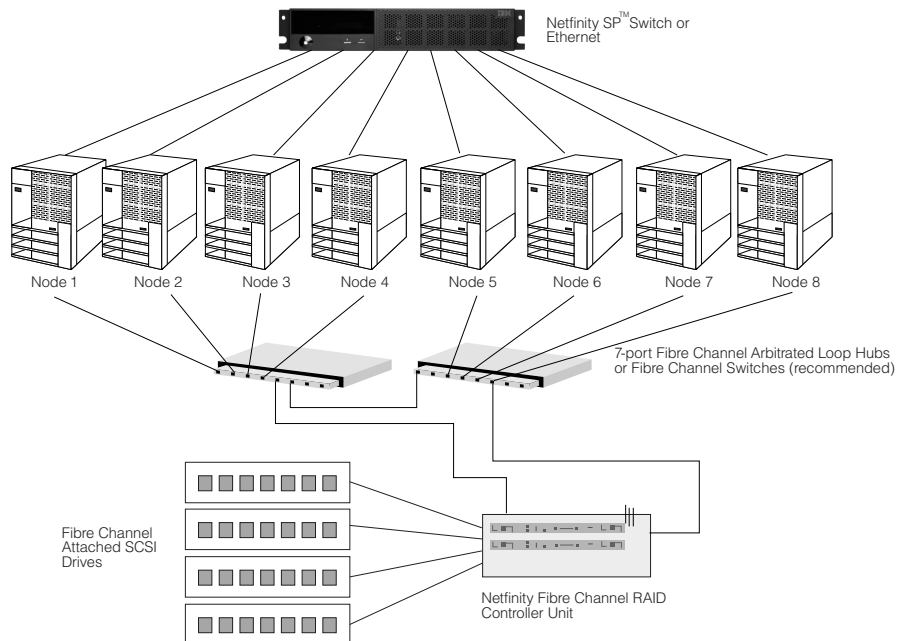 IBM
Netfinity SP™ Switch or
Ethernet
Node 1
Node 2
Node 3
Node 4
Node 5
Node 6
Node 7
Node 8
7-port Fibre Channel Arbitrated Loop Hubs
or Fibre Channel Switches (recommended)
Fibre Channel
Attached SCSI
Drives
Netfinity Fibre Channel RAID
Controller Unit